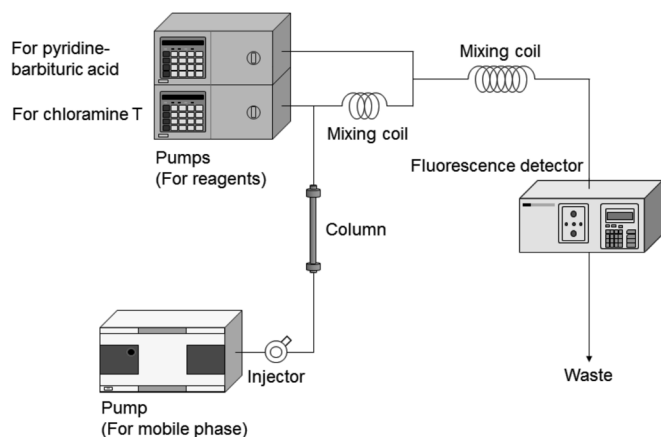 For pyridine-
barbituric acid
For chloramine T
Pumps
(For reagents)
Mixing coil
Mixing coil
Fluorescence detector
Column
Injector
Pump
(For mobile phase)
Waste